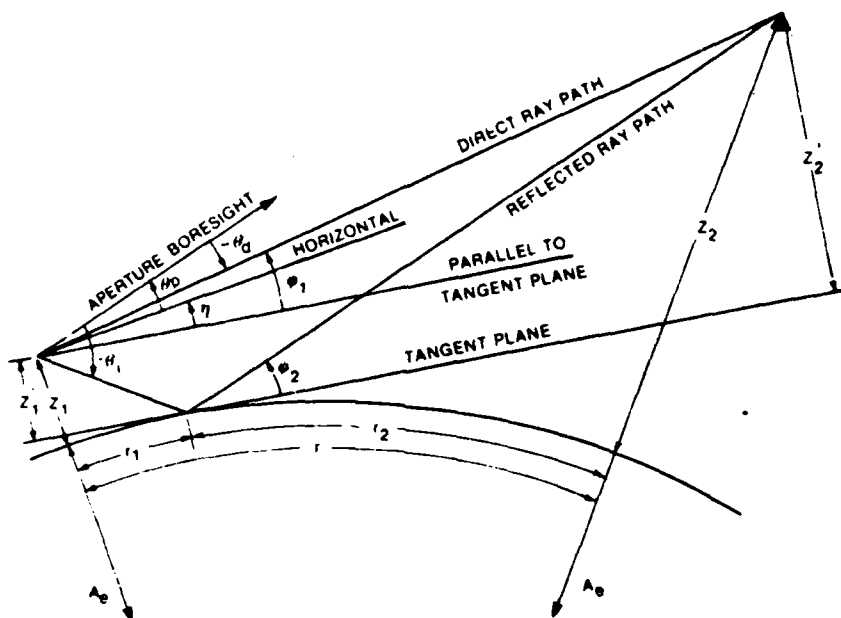 DIRECT RAY PATH
REFLECTED RAY PATH
APERTURE BORESIGHT
HORIZONTAL
PARALLEL TO
TANGENT PLANE
TANGENT PLANE
Z₂'
Z₂
-θd
θp
φ₁
η
-θ₁
φ₂
Z₁'
Z₁
r₁
r₂
r
Ae
Ae